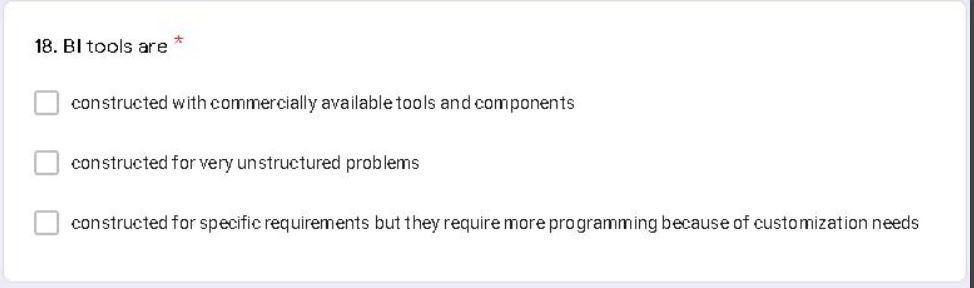 18. BI tools are *
constructed with commercially available tools and components
constructed for very unstructured problems
constructed for specific requirements but they require more programming because of customization needs